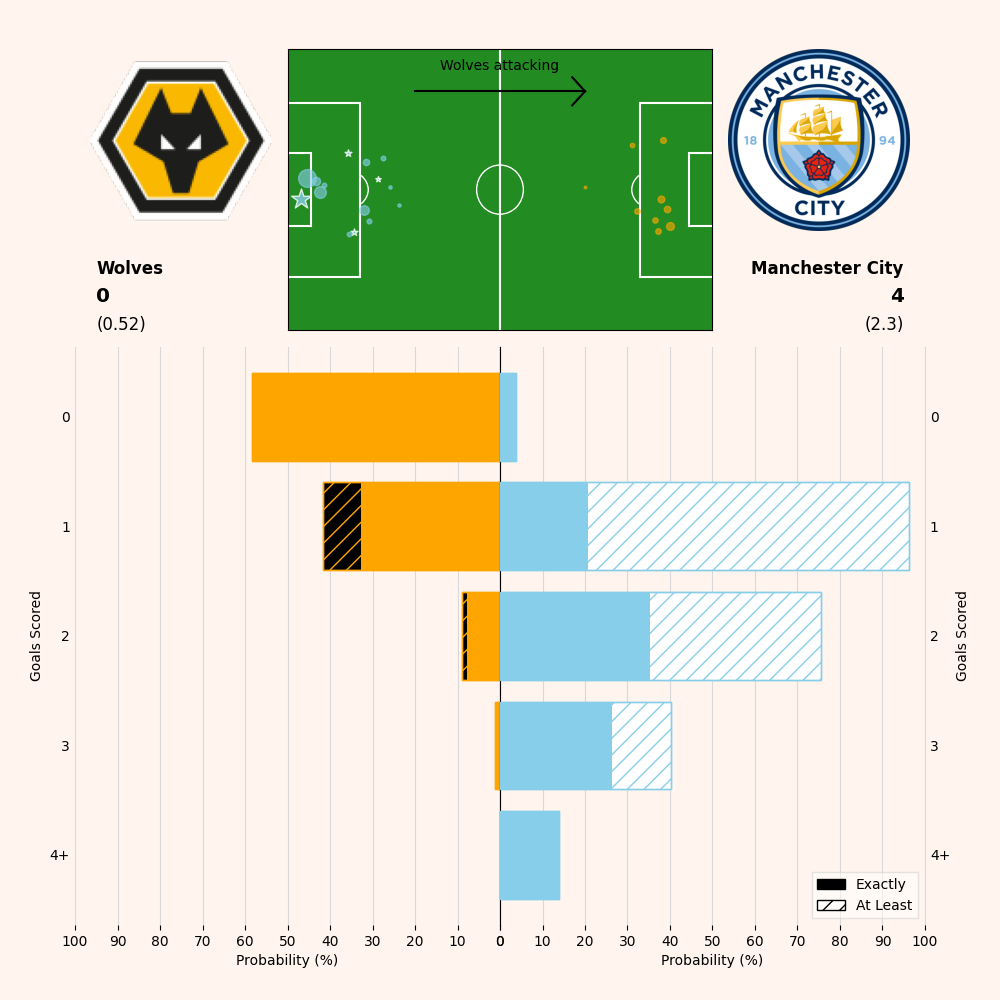 Wolves attacking
MANCHESTER
18
94
CITY
Wolves
0
(0.52)
Manchester City
4
(2.3)
Goals Scored
0
1
2
3
4+
0
1
2
3
4+
Goals Scored
Exactly
At Least
100 90 80 70 60 50 40 30 20 10 0
0 10 20 30 40 50 60 70 80 90 100
Probability (%)
Probability (%)